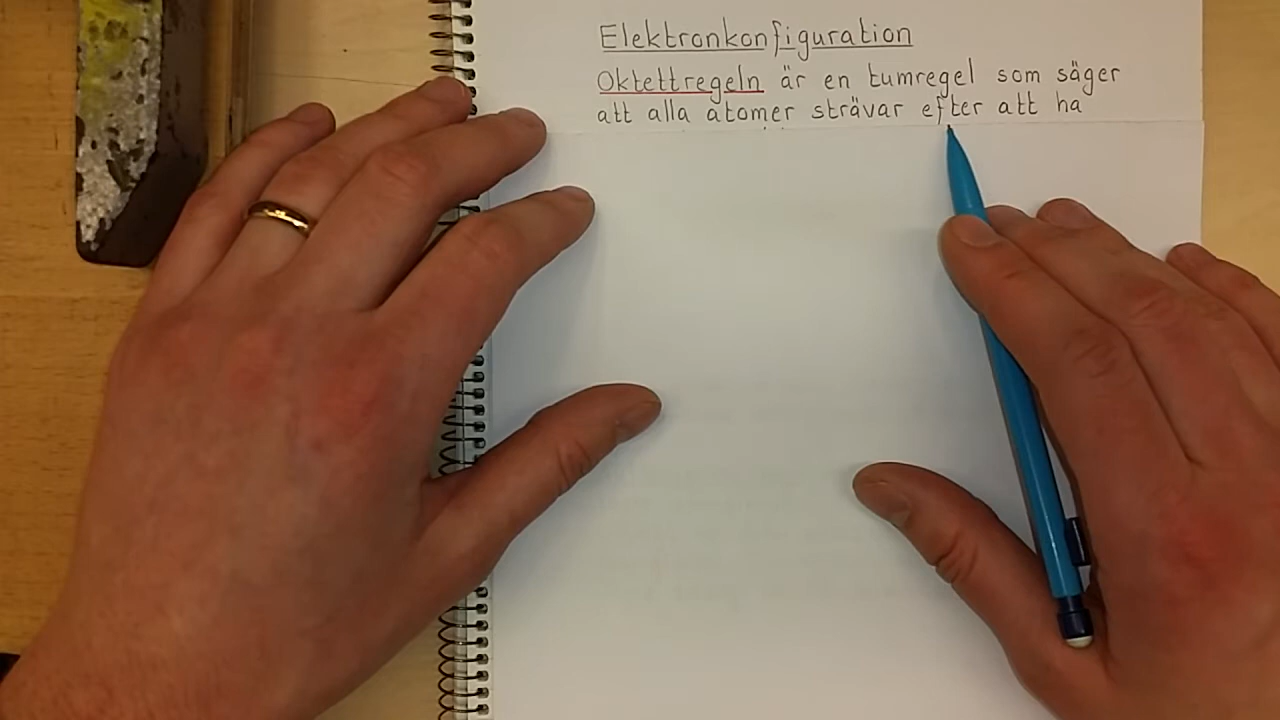 Elektronkonfiguration
Oktettregeln är en tumregel som säger
att alla atomer strävar efter att ha